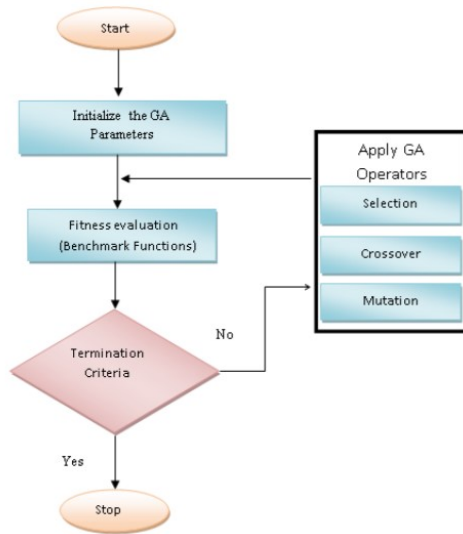 Start
Initialize the GA
Parameters
Apply GA
Operators
Selection
Crossover
Mutation
Fitness evaluation
(Benchmark Functions)
Termination
Criteria
No
Yes
Stop